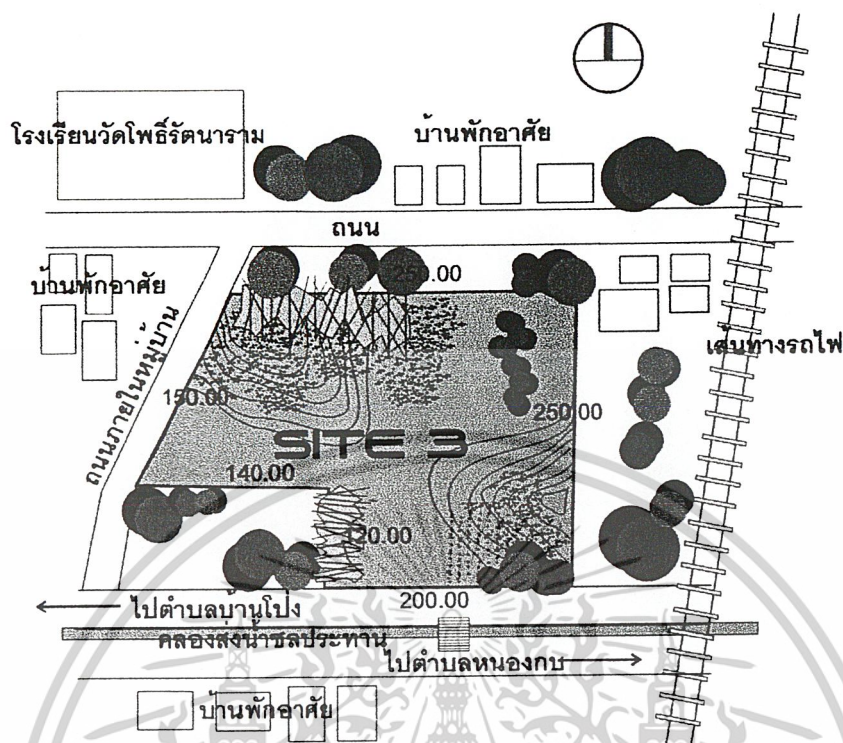 โรงเรียนวัดโพธิ์รัตนาราม
บ้านพักอาศัย
ถนน
บ้านพักอาศัย
250.00
เส้นทางรถไฟ
ถนนภายในหมู่บ้าน
150.00
250.00
SITE 3
140.00
120.00
200.00
ไปตำบลบ้านโป่ง
คลองส่งน้ำชลประทาน
ไปตำบลหนองกบ
บ้านพักอาศัย